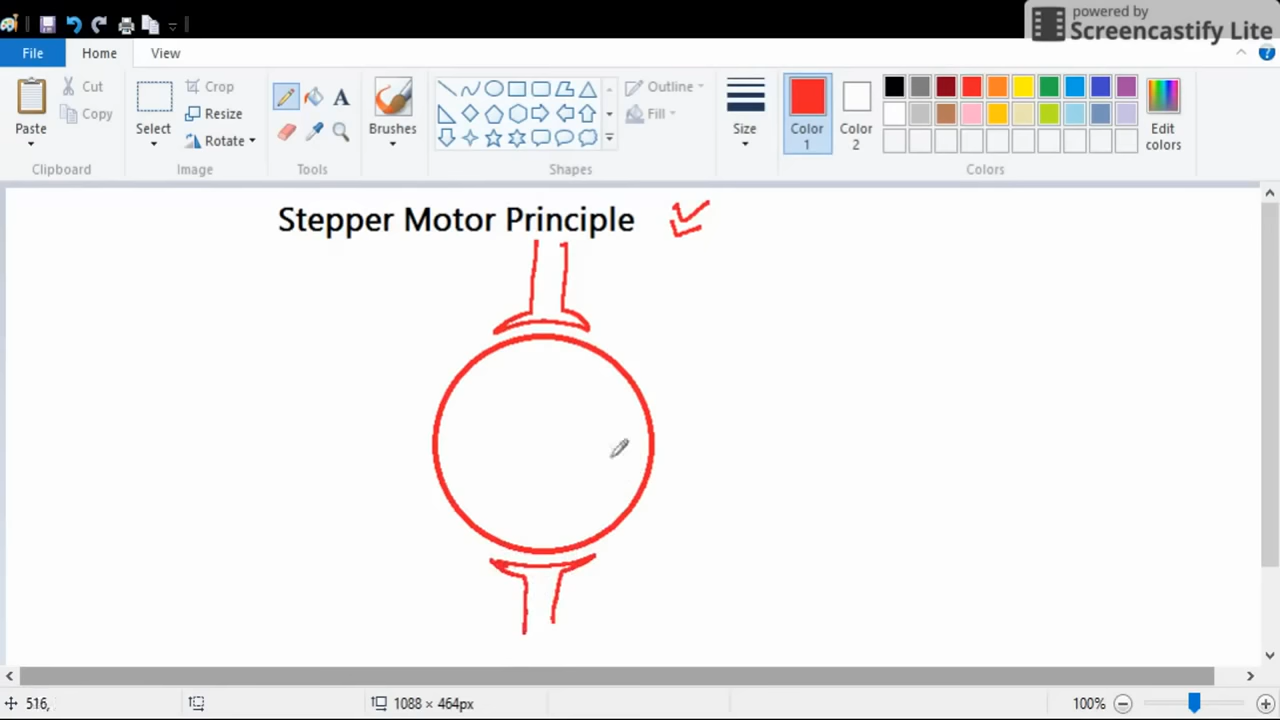 powered by
Screencastify Lite
File Home View
Paste Cut Copy Select Crop Resize Rotate A Brushes Outline Fill Size Color 1 Color 2 Edit colors
Clipboard Image Tools Shapes Colors
Stepper Motor Principle
516, 1088 × 464px 100%